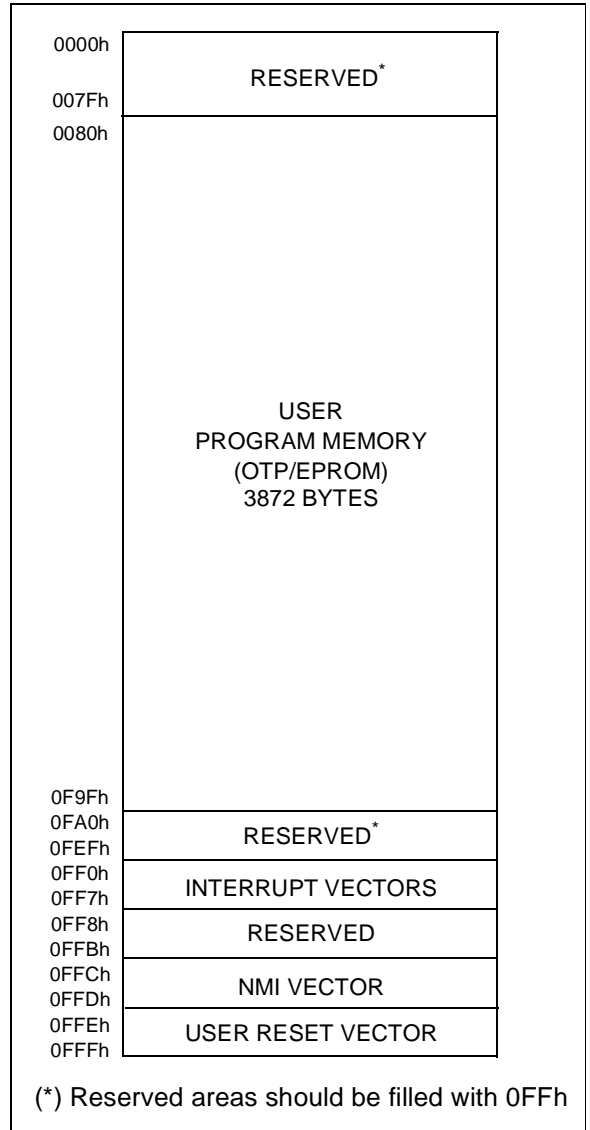 0000h
RESERVED*
007Fh
0080h
USER
PROGRAM MEMORY
(OTP/EPROM)
3872 BYTES
0F9Fh
0FA0h
RESERVED*
0FEFh
0FF0h
INTERRUPT VECTORS
0FF7h
0FF8h
RESERVED
0FFBh
0FFCh
NMI VECTOR
0FFDh
0FFEh
USER RESET VECTOR
0FFFh
(*) Reserved areas should be filled with 0FFh